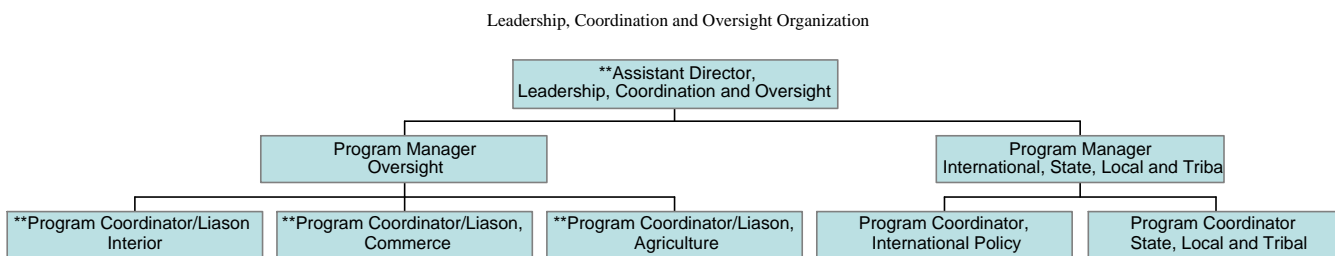 Leadership, Coordination and Oversight Organization
**Assistant Director,
Leadership, Coordination and Oversight
Program Manager
Oversight
Program Manager
International, State, Local and Triba
**Program Coordinator/Liason
Interior
**Program Coordinator/Liason,
Commerce
**Program Coordinator/Liason,
Agriculture
Program Coordinator,
International Policy
Program Coordinator
State, Local and Tribal